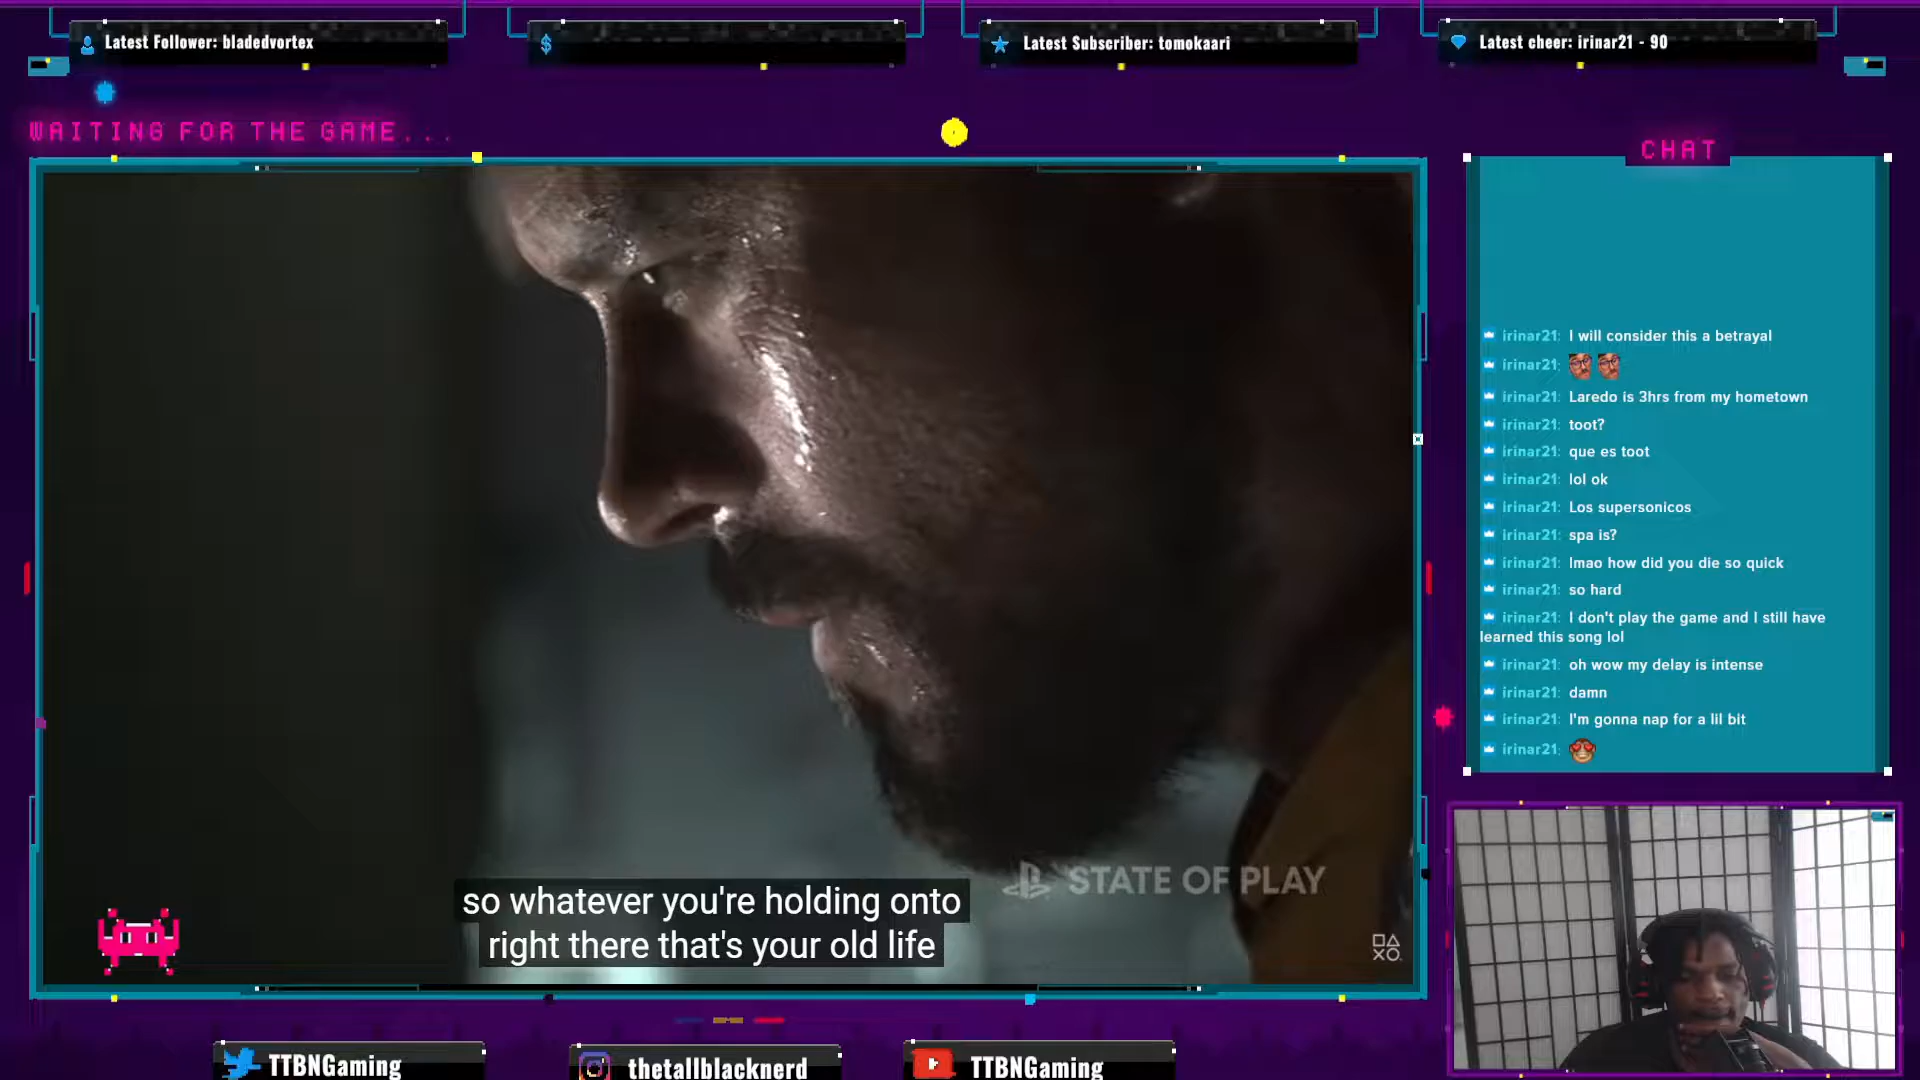 Latest Follower: bladedvortex
Latest Subscriber: tomokaari
Latest cheer: irinar21 - 90
WAITING FOR THE GAME...
CHAT
irinar21: I will consider this a betrayal
irinar21:
irinar21: Laredo is 3hrs from my hometown
irinar21: toot?
irinar21: que es toot
irinar21: lol ok
irinar21: Los supersonicos
irinar21: spa is?
irinar21: lmao how did you die so quick
irinar21: so hard
irinar21: I don't play the game and I still have
learned this song lol
irinar21: oh wow my delay is intense
irinar21: damn
irinar21: I'm gonna nap for a lil bit
irinar21:
STATE OF PLAY
so whatever you're holding onto
right there that's your old life
TTBNGaming
thetallblacknerd
TTBNGaming